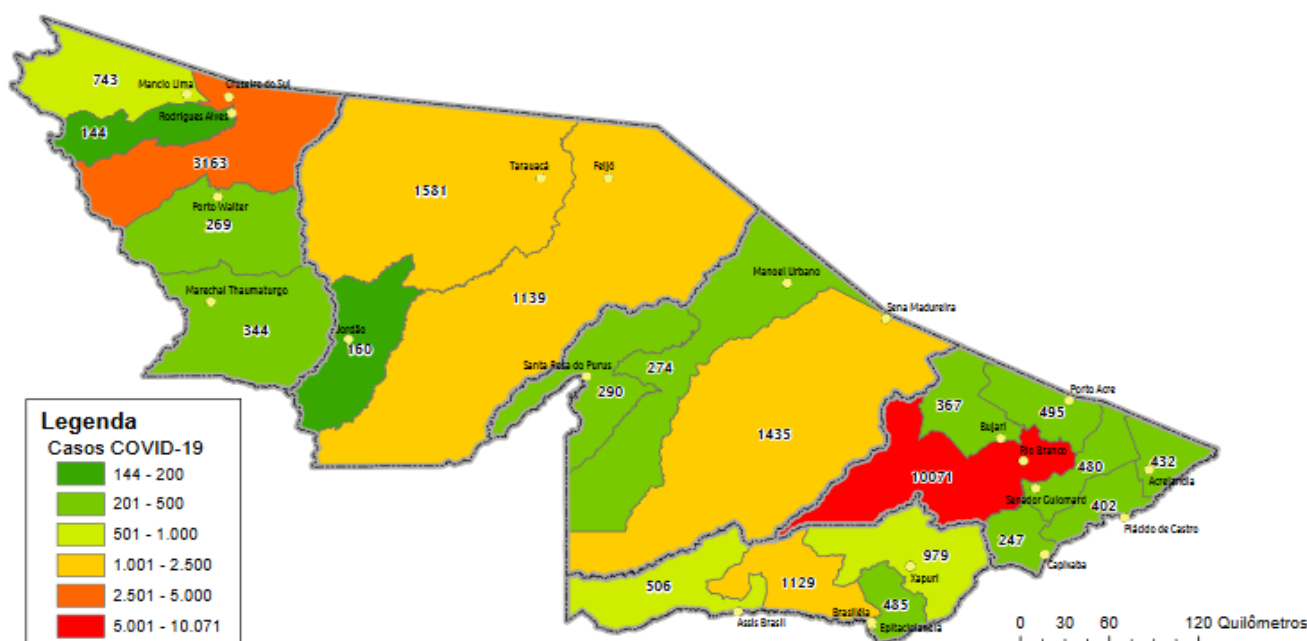 743
Mancio Lima
Cruzeiro do Sul
Rodrigues Alves
144
3163
Tarauacá
Feijó
1581
Porto Walter
269
Manoel Urbano
Marechal Thaumaturgo
1139
Sena Madureira
344
Jordão
160
Santa Rosa do Purus
274
290
Porto Acre
367
495
1435
Bujari
Rio Branco
432
480
10071
Acrelandia
Senador Guiomard
402
Plácido de Castro
247
Capixaba
979
Xapuri
506
1129
485
Brasiléia
Assis Brasil
Epitaciolandia
Legenda
Casos COVID-19
144 - 200
201 - 500
501 - 1.000
1.001 - 2.500
2.501 - 5.000
5.001 - 10.071
0 30 60 120 Quilômetros